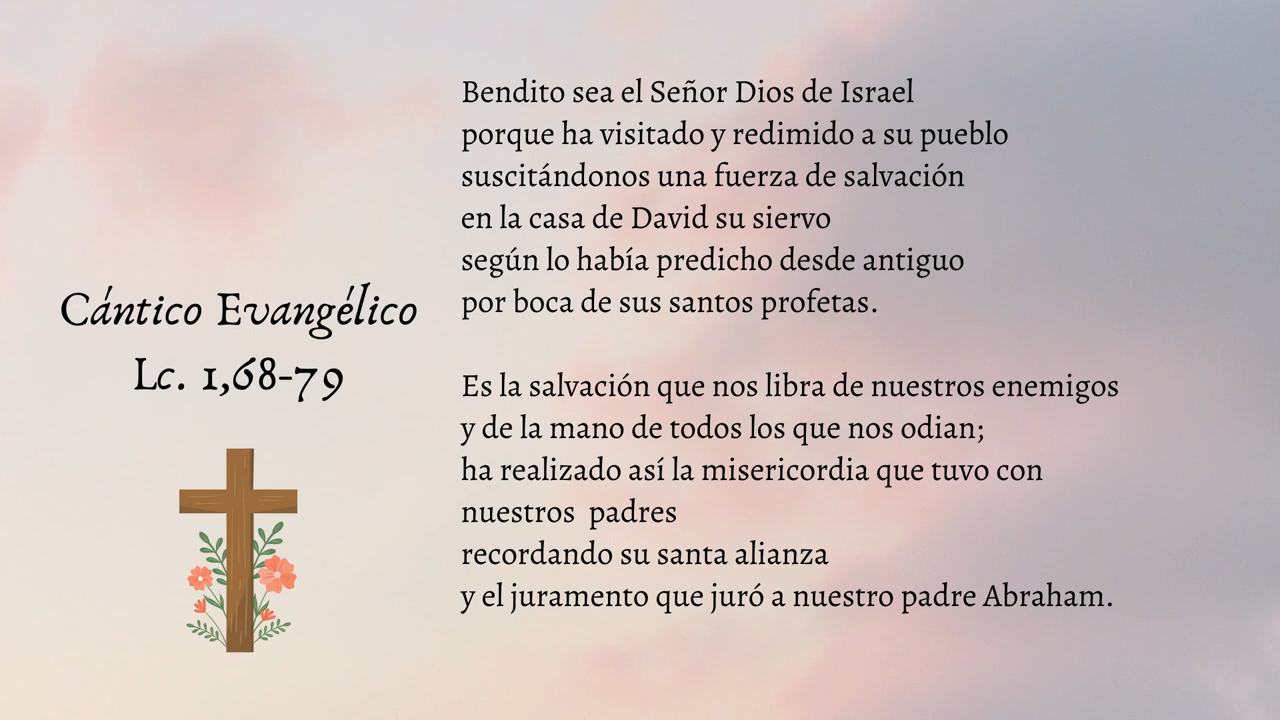 Cántico Evangélico
Lc. 1,68-79
Bendito sea el Señor Dios de Israel
porque ha visitado y redimido a su pueblo
suscitándonos una fuerza de salvación
en la casa de David su siervo
según lo había predicho desde antiguo
por boca de sus santos profetas.
Es la salvación que nos libra de nuestros enemigos
y de la mano de todos los que nos odian;
ha realizado así la misericordia que tuvo con
nuestros  padres
recordando su santa alianza
y el juramento que juró a nuestro padre Abraham.